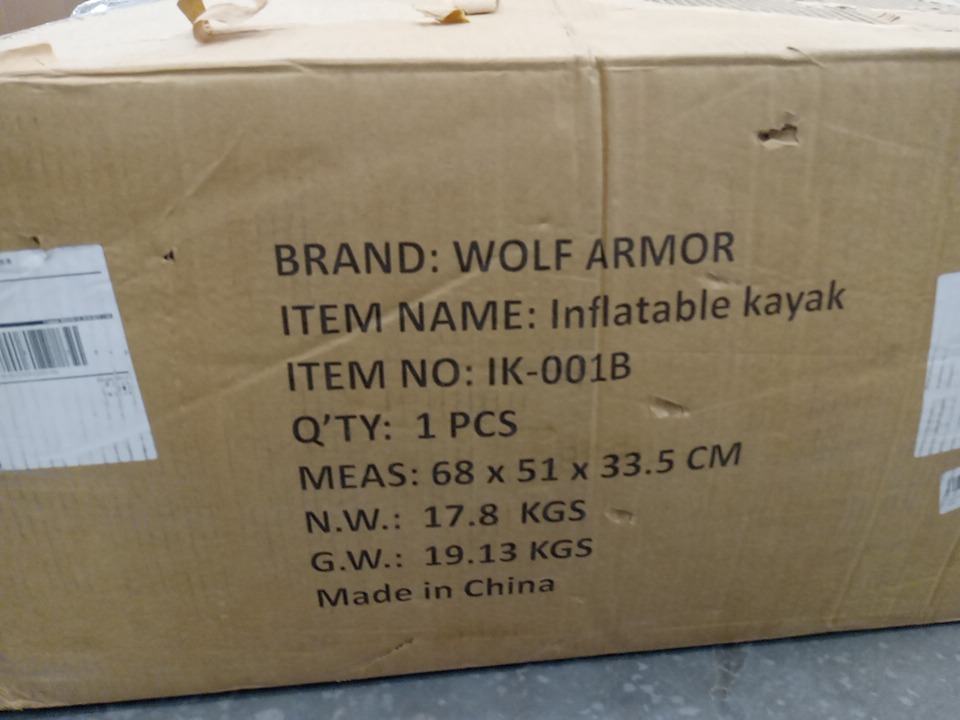 BRAND: WOLF ARMOR
ITEM NAME: Inflatable kayak
ITEM NO: IK-001B
Q'TY: 1 PCS
MEAS: 68 x 51 x 33.5 CM
N.W.: 17.8 KGS
G.W.: 19.13 KGS
Made in China